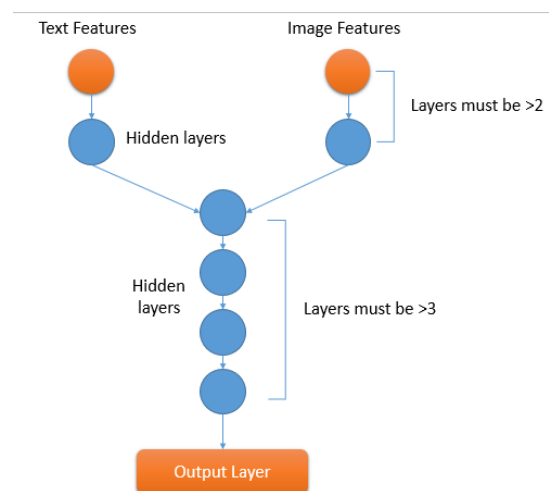 Text Features
Image Features
Layers must be >2
Hidden layers
Hidden
layers
Layers must be >3
Output Layer